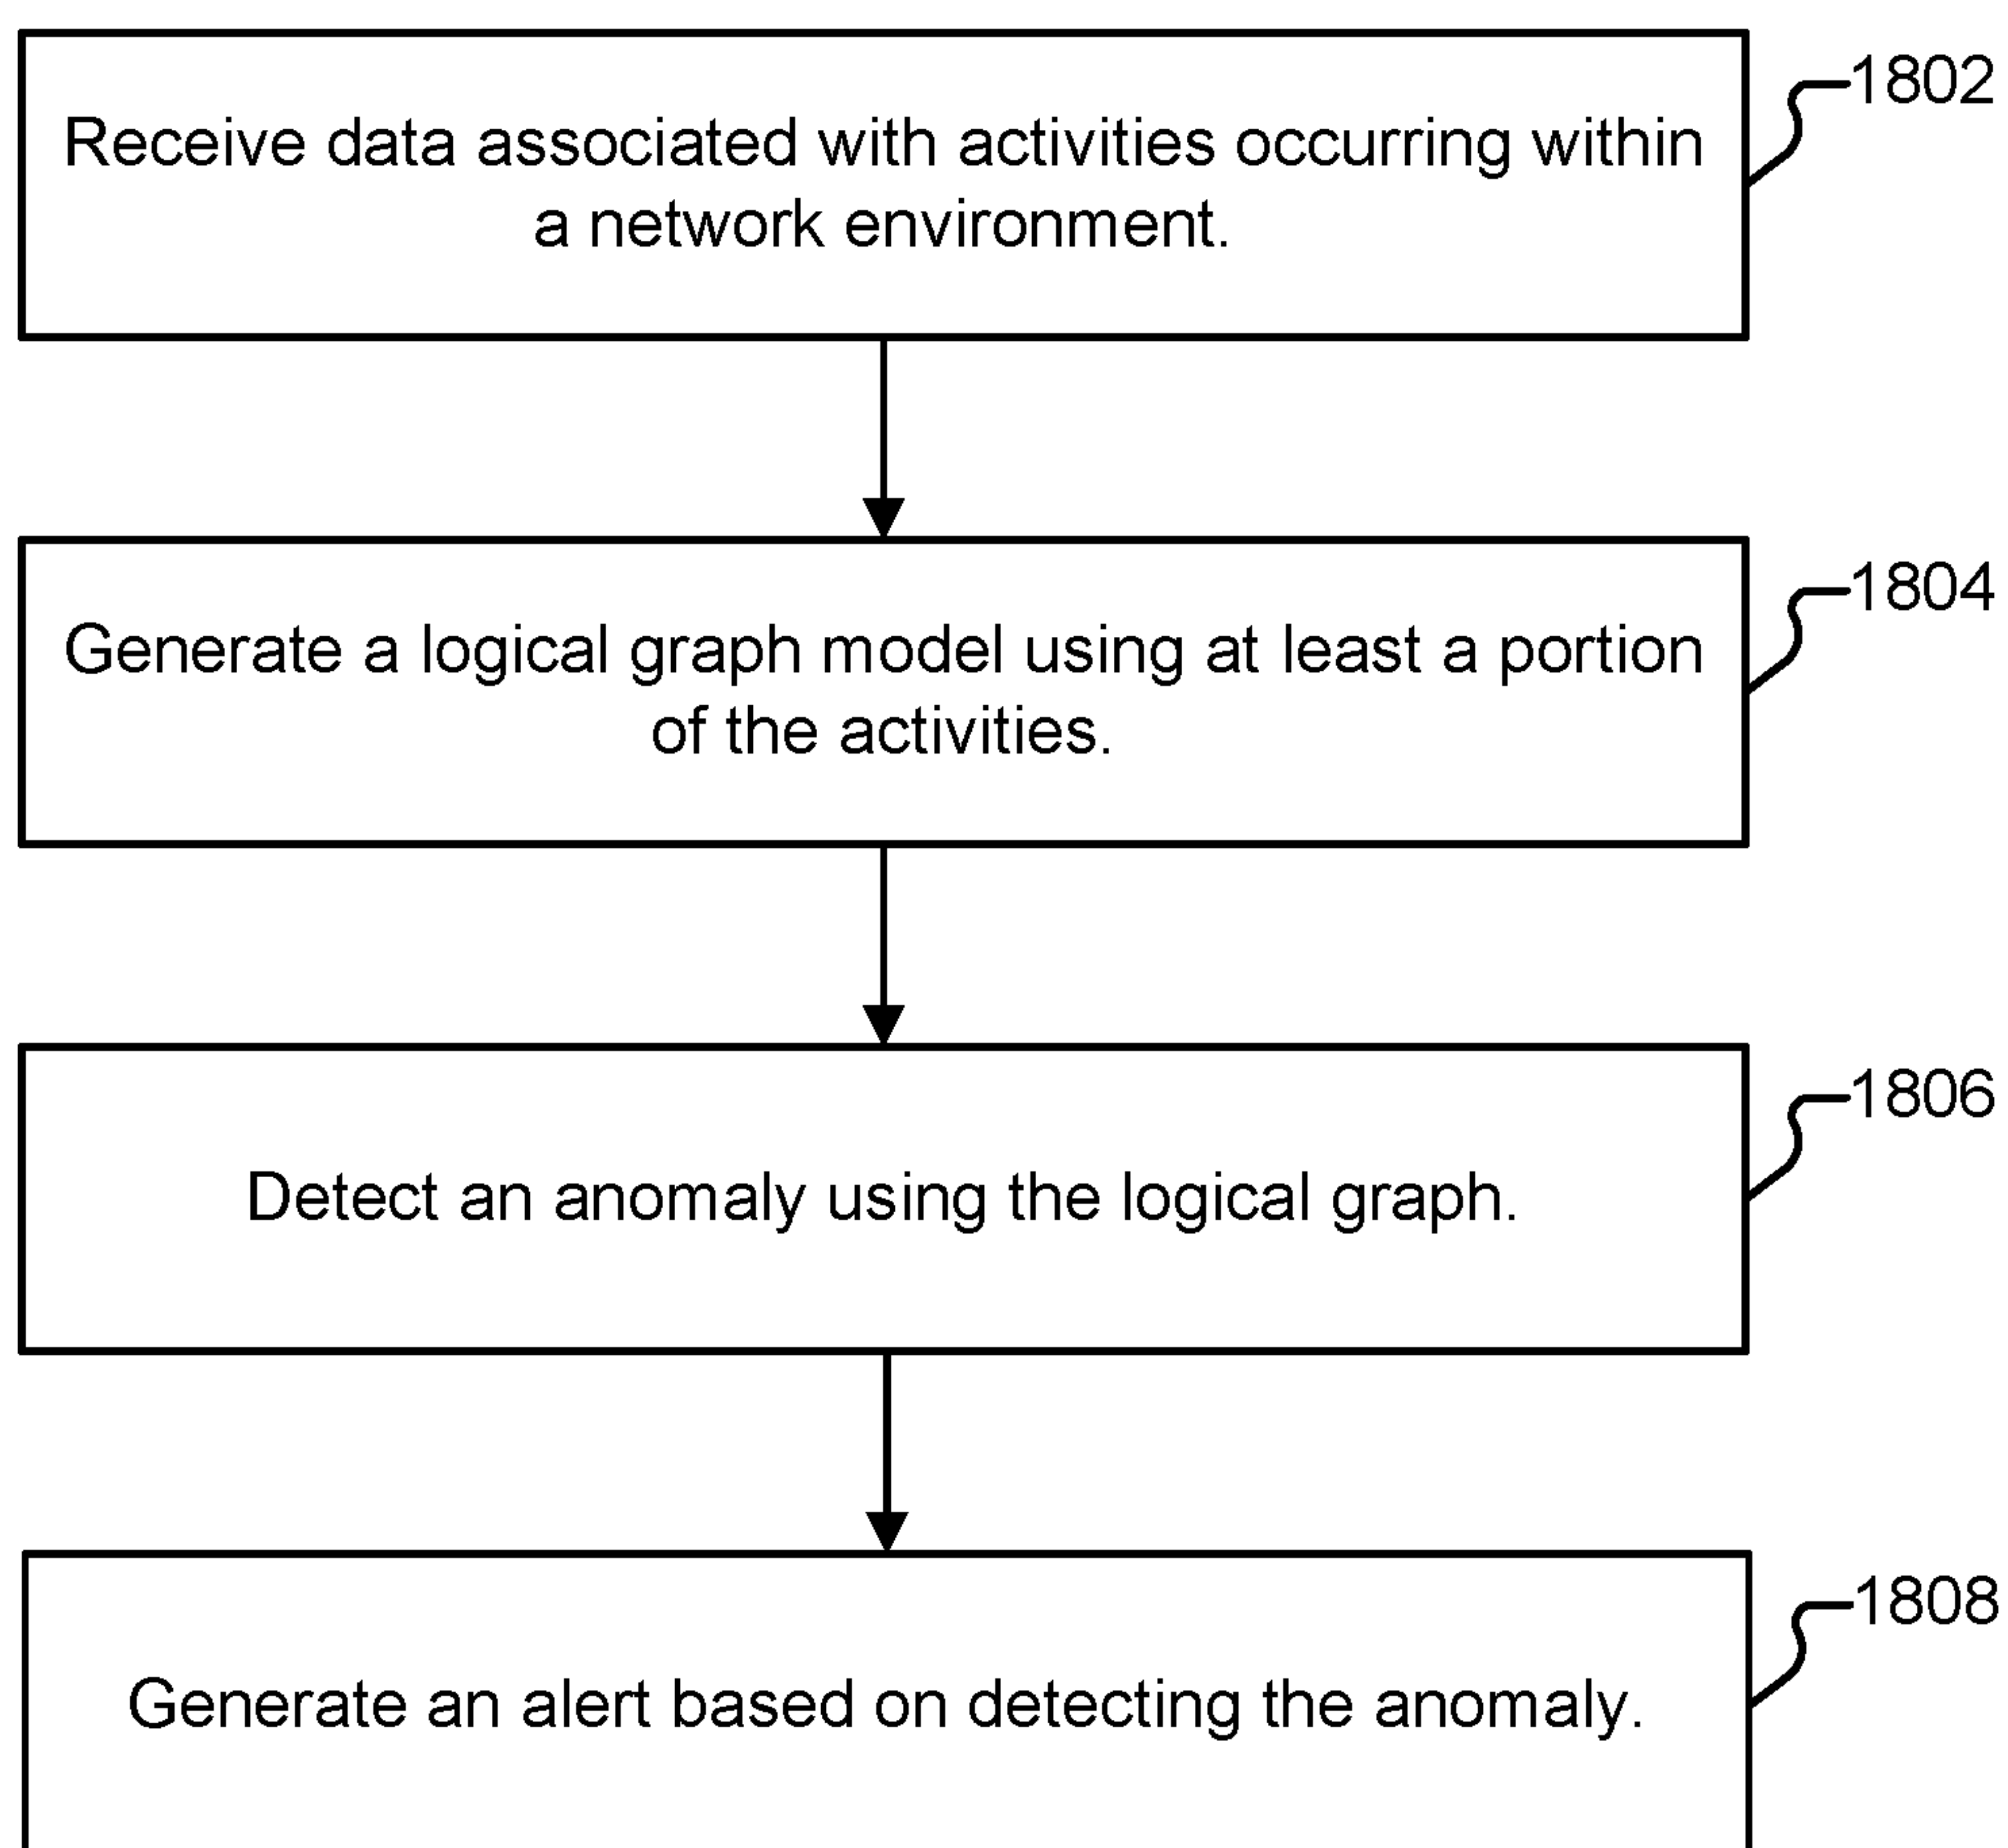 1802
Receive data associated with activities occurring within
a network environment.
1804
Generate a logical graph model using at least a portion
of the activities.
1806
Detect an anomaly using the logical graph.
1808
Generate an alert based on detecting the anomaly.